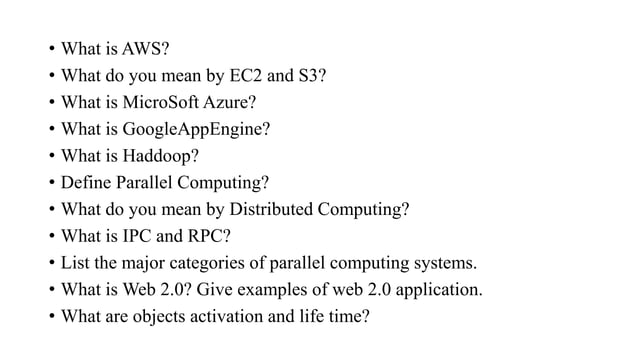 • What is AWS?
• What do you mean by EC2 and S3?
• What is MicroSoft Azure?
• What is GoogleAppEngine?
• What is Haddoop?
• Define Parallel Computing?
• What do you mean by Distributed Computing?
• What is IPC and RPC?
• List the major categories of parallel computing systems.
• What is Web 2.0? Give examples of web 2.0 application.
• What are objects activation and life time?